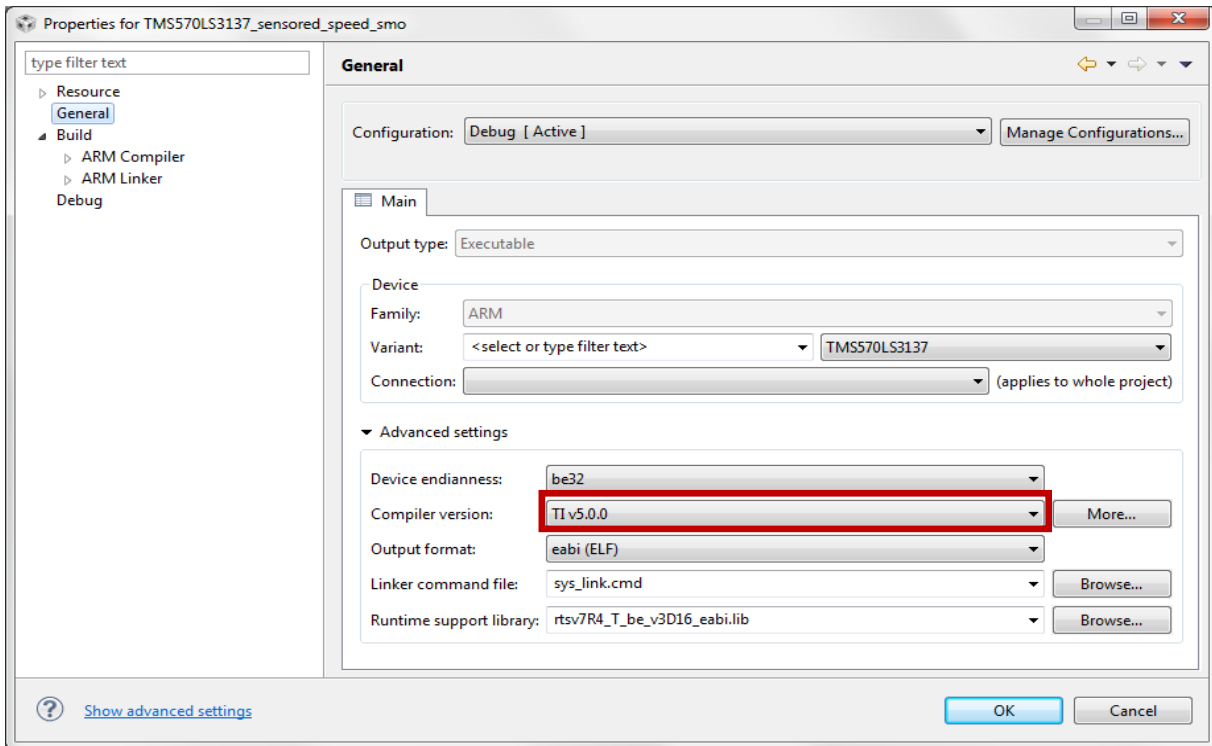 Properties for TMS570LS3137_sensored_speed_smo
type filter text
Resource
General
Build
ARM Compiler
ARM Linker
Debug
General
Configuration: Debug [ Active ] Manage Configurations...
Main
Output type: Executable
Device
Family: ARM
Variant: <select or type filter text> TMS570LS3137
Connection: (applies to whole project)
Advanced settings
Device endianness: be32
Compiler version: TI v5.0.0 More...
Output format: eabi (ELF)
Linker command file: sys_link.cmd Browse...
Runtime support library: rtsv7R4_T_be_v3D16_eabi.lib Browse...
? Show advanced settings OK Cancel